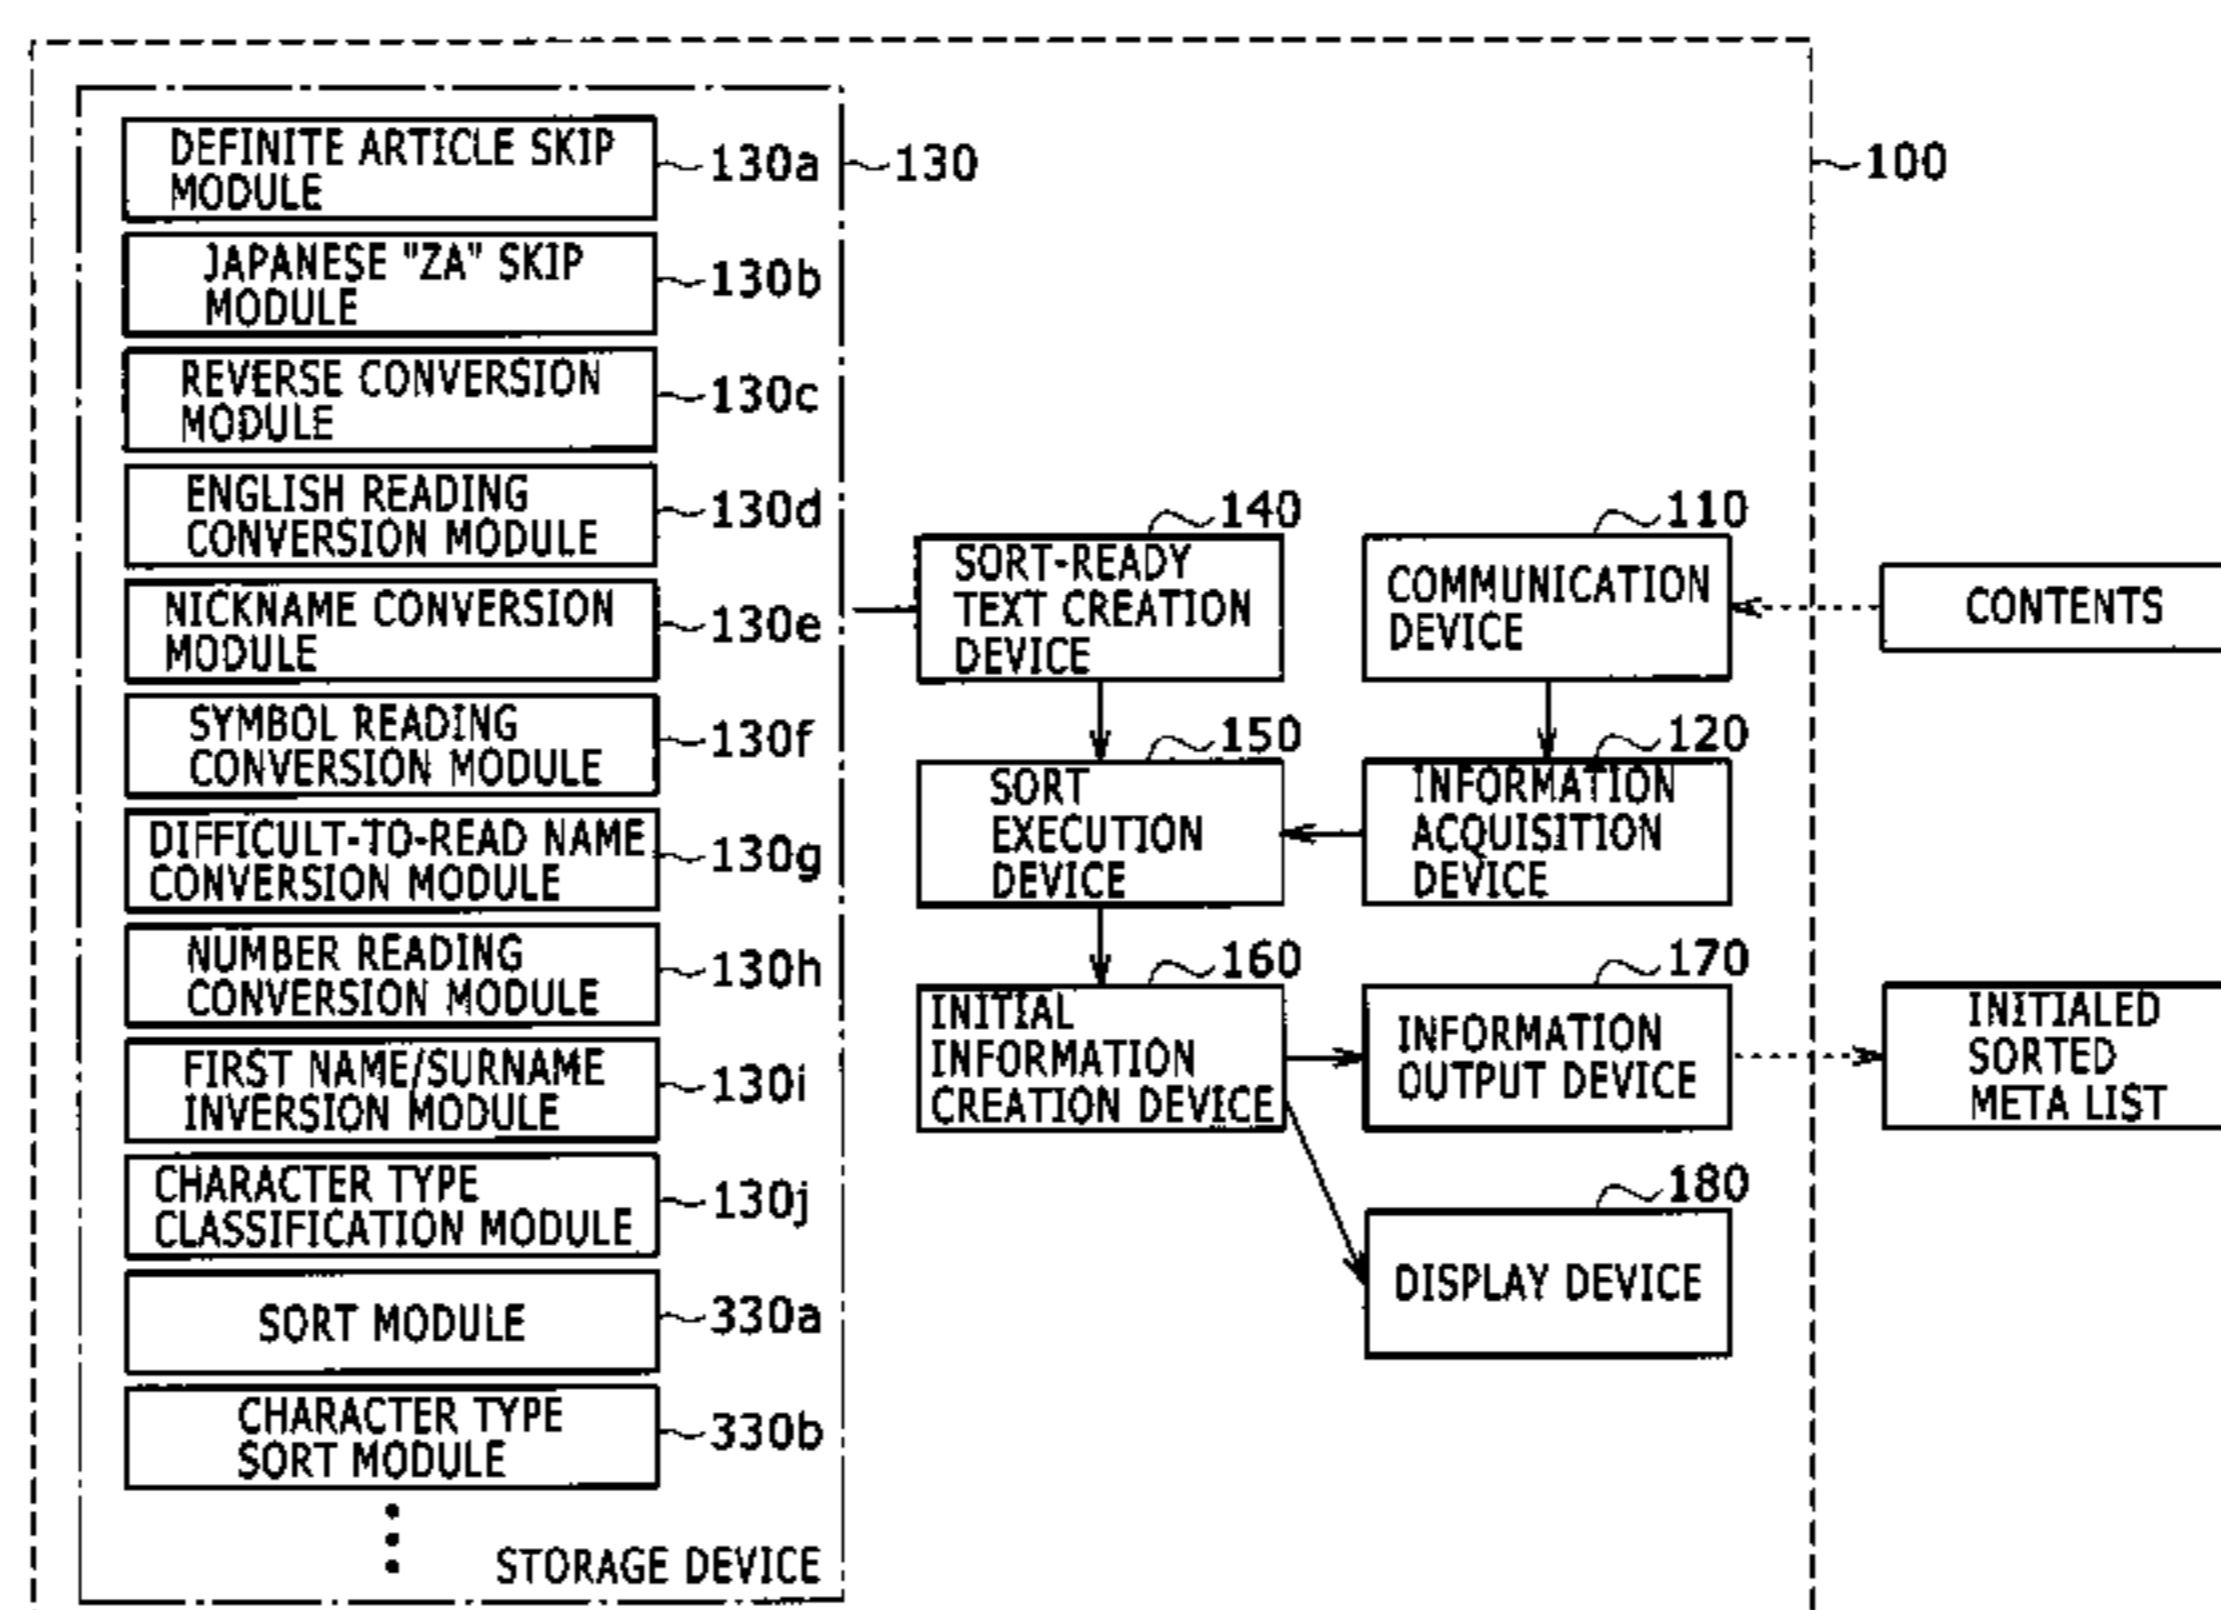 DEFINITE ARTICLE SKIP
MODULE
130a
130
100
JAPANESE "ZA" SKIP
MODULE
130b
REVERSE CONVERSION
MODULE
130c
ENGLISH READING
CONVERSION MODULE
130d
NICKNAME CONVERSION
MODULE
130e
SYMBOL READING
CONVERSION MODULE
130f
DIFFICULT-TO-READ NAME
CONVERSION MODULE
130g
NUMBER READING
CONVERSION MODULE
130h
FIRST NAME/SURNAME
INVERSION MODULE
130i
CHARACTER TYPE
CLASSIFICATION MODULE
130j
SORT MODULE
330a
CHARACTER TYPE
SORT MODULE
330b
STORAGE DEVICE
140
SORT-READY
TEXT CREATION
DEVICE
110
COMMUNICATION
DEVICE
CONTENTS
150
SORT
EXECUTION
DEVICE
120
INFORMATION
ACQUISITION
DEVICE
160
INITIAL
INFORMATION
CREATION DEVICE
170
INFORMATION
OUTPUT DEVICE
INITIALED
SORTED
META LIST
180
DISPLAY DEVICE